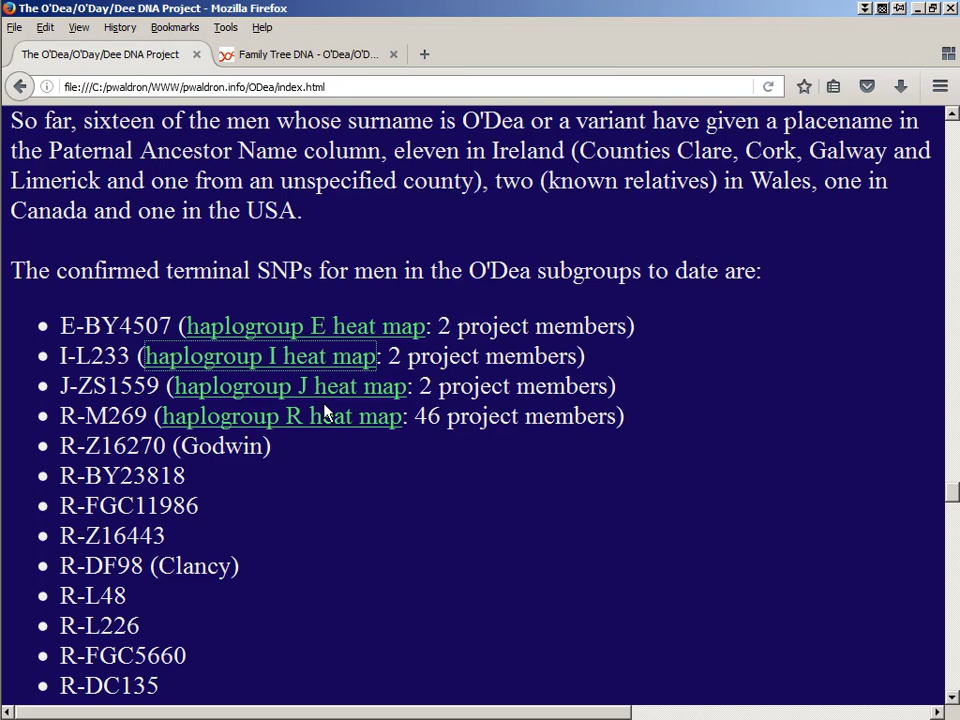 The O'Dea/O'Day/Dee DNA Project - Mozilla Firefox
File Edit View History Bookmarks Tools Help
The O'Dea/O'Day/Dee DNA Project
Family Tree DNA - O'Dea/O'D...
file:///C:/pwaldron/WWW/pwaldron.info/ODea/index.html
So far, sixteen of the men whose surname is O'Dea or a variant have given a placename in
the Paternal Ancestor Name column, eleven in Ireland (Counties Clare, Cork, Galway and
Limerick and one from an unspecified county), two (known relatives) in Wales, one in
Canada and one in the USA.
The confirmed terminal SNPs for men in the O'Dea subgroups to date are:
• E-BY4507 (haplogroup E heat map: 2 project members)
• I-L233 (haplogroup I heat map: 2 project members)
• J-ZS1559 (haplogroup J heat map: 2 project members)
• R-M269 (haplogroup R heat map: 46 project members)
• R-Z16270 (Godwin)
• R-BY23818
• R-FGC11986
• R-Z16443
• R-DF98 (Clancy)
• R-L48
• R-L226
• R-FGC5660
• R-DC135